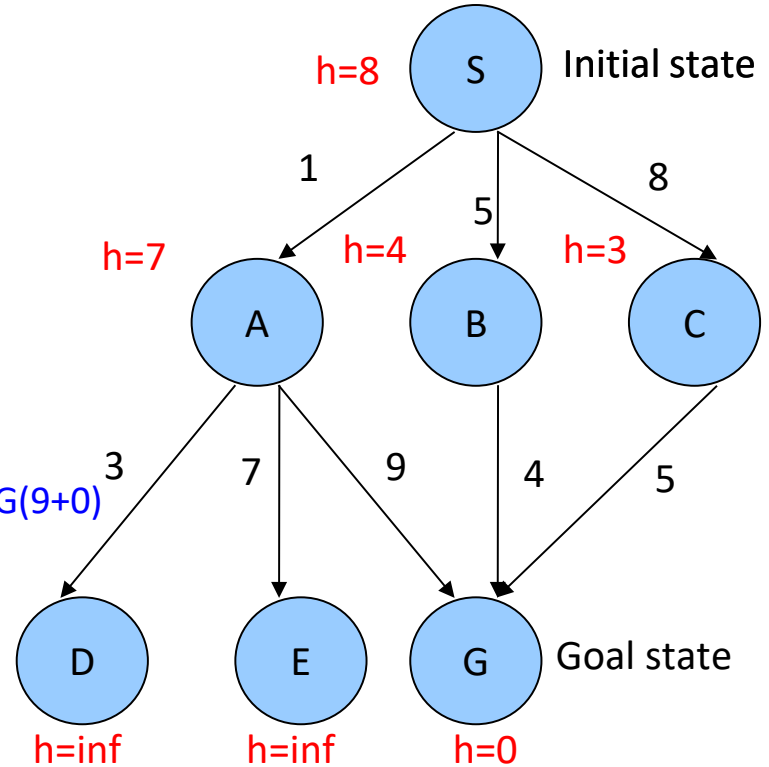 S
Initial state
h=8
1
5
8
h=7
h=4
h=3
A
B
C
3
7
9
4
5
G(9+0)
D
E
G
Goal state
h=inf
h=inf
h=0